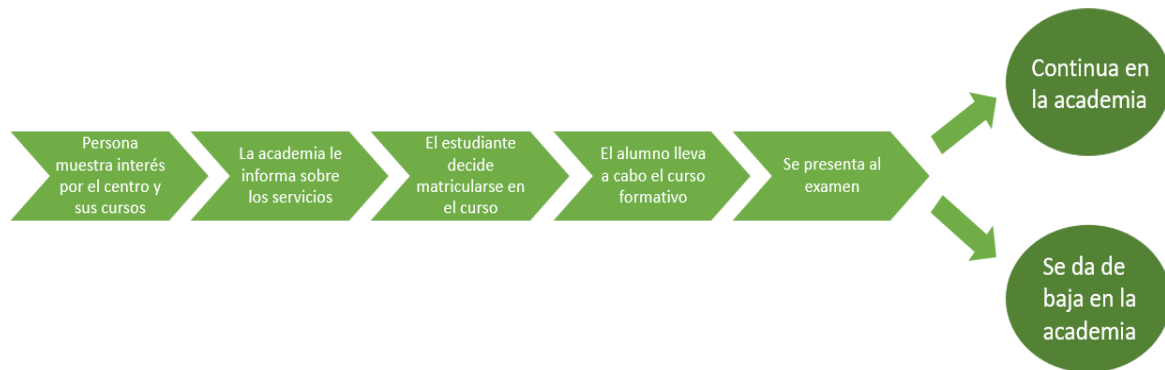 Persona
muestra interés
por el centro y
sus cursos
La academia le
informa sobre
los servicios
El estudiante
decide
matricularse en
el curso
El alumno lleva
a cabo el curso
formativo
Se presenta al
examen
Continua en
la academia
Se da de
baja en la
academia